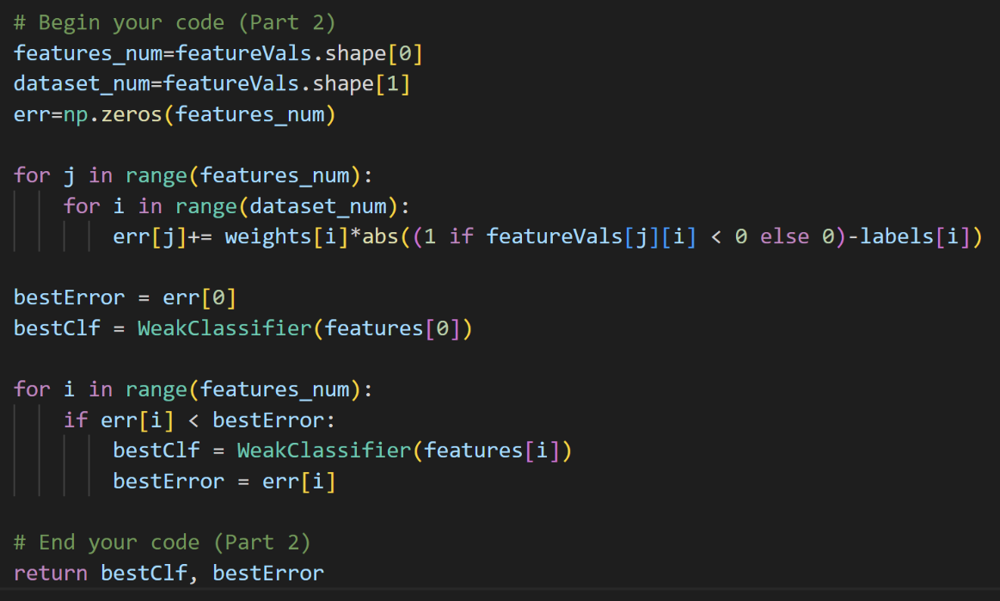 # Begin your code (Part 2)
features_num=featureVals.shape[0]
dataset_num=featureVals.shape[1]
err=np.zeros(features_num)
for j in range(features_num):
for i in range(dataset_num):
err[j]+= weights[i]*abs((1 if featureVals[j][i] < 0 else 0)-labels[i])
bestError = err[0]
bestClf = WeakClassifier(features[0])
for i in range(features_num):
if err[i] < bestError:
bestClf = WeakClassifier(features[i])
bestError = err[i]
# End your code (Part 2)
return bestClf, bestError